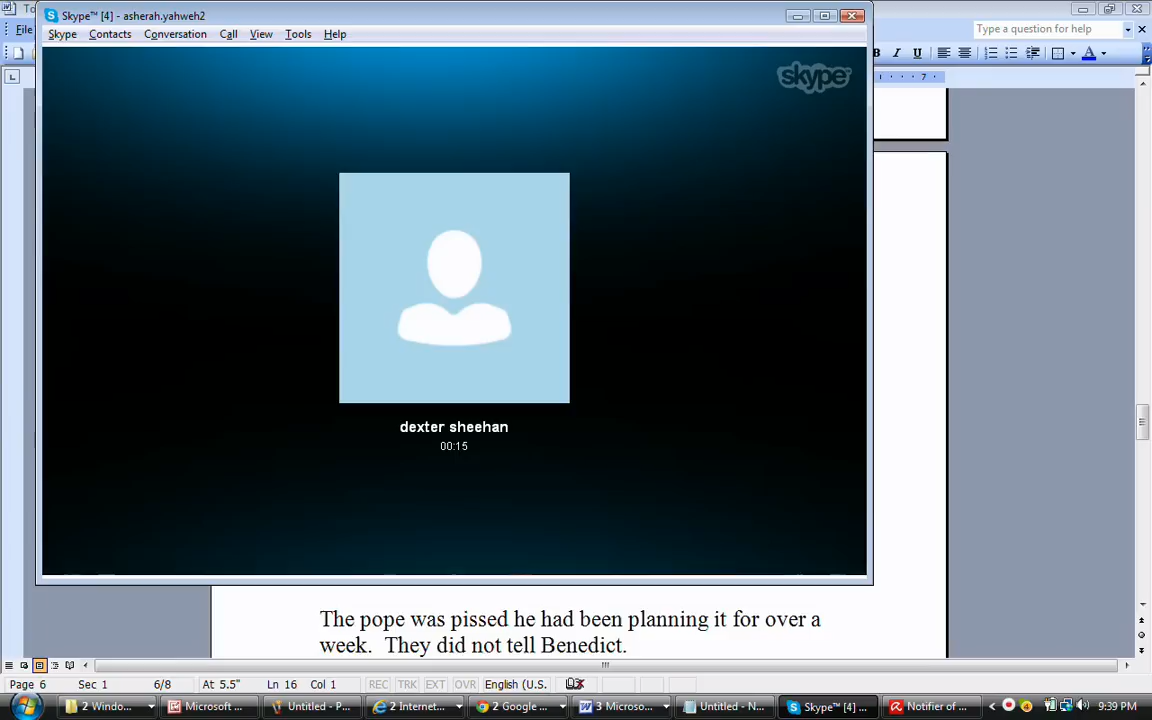 Skype™ [4] - asherah.yahweh2
Type a question for help
File
Skype Contacts Conversation Call View Tools Help
B I U A
7
skype
dexter sheehan
00:15
The pope was pissed he had been planning it for over a
week. They did not tell Benedict.
Page 6 Sec 1 6/8 At 5.5" Ln 16 Col 1 REC TRK EXT OVR English (U.S.
2 Windo... Microsoft ... Untitled - P... 2 Internet... 2 Google ... 3 Microso... Untitled - N... Skype™ [4] ... Notifier of ... 9:39 PM